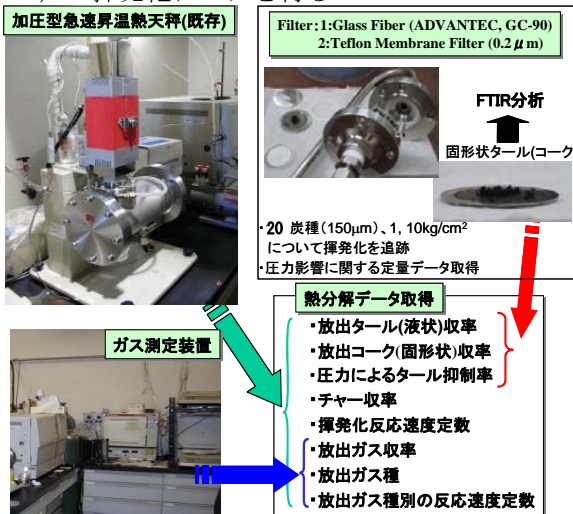 加圧型急速昇温熱天秤(既存)
Filter:1:Glass Fiber (ADVANTEC, GC-90)
2:Teflon Membrane Filter (0.2μm)
FTIR分析
固形状タール(コーク
・20 炭種(150μm)、1, 10kg/cm²
について揮発化を追跡
・圧力影響に関する定量データ取得
熱分解データ取得
・放出タール(液状)収率
・放出コーク(固形状)収率
・圧力によるタール抑制率
・チャー収率
・揮発化反応速度定数
・放出ガス収率
・放出ガス種
・放出ガス種別の反応速度定数
ガス測定装置